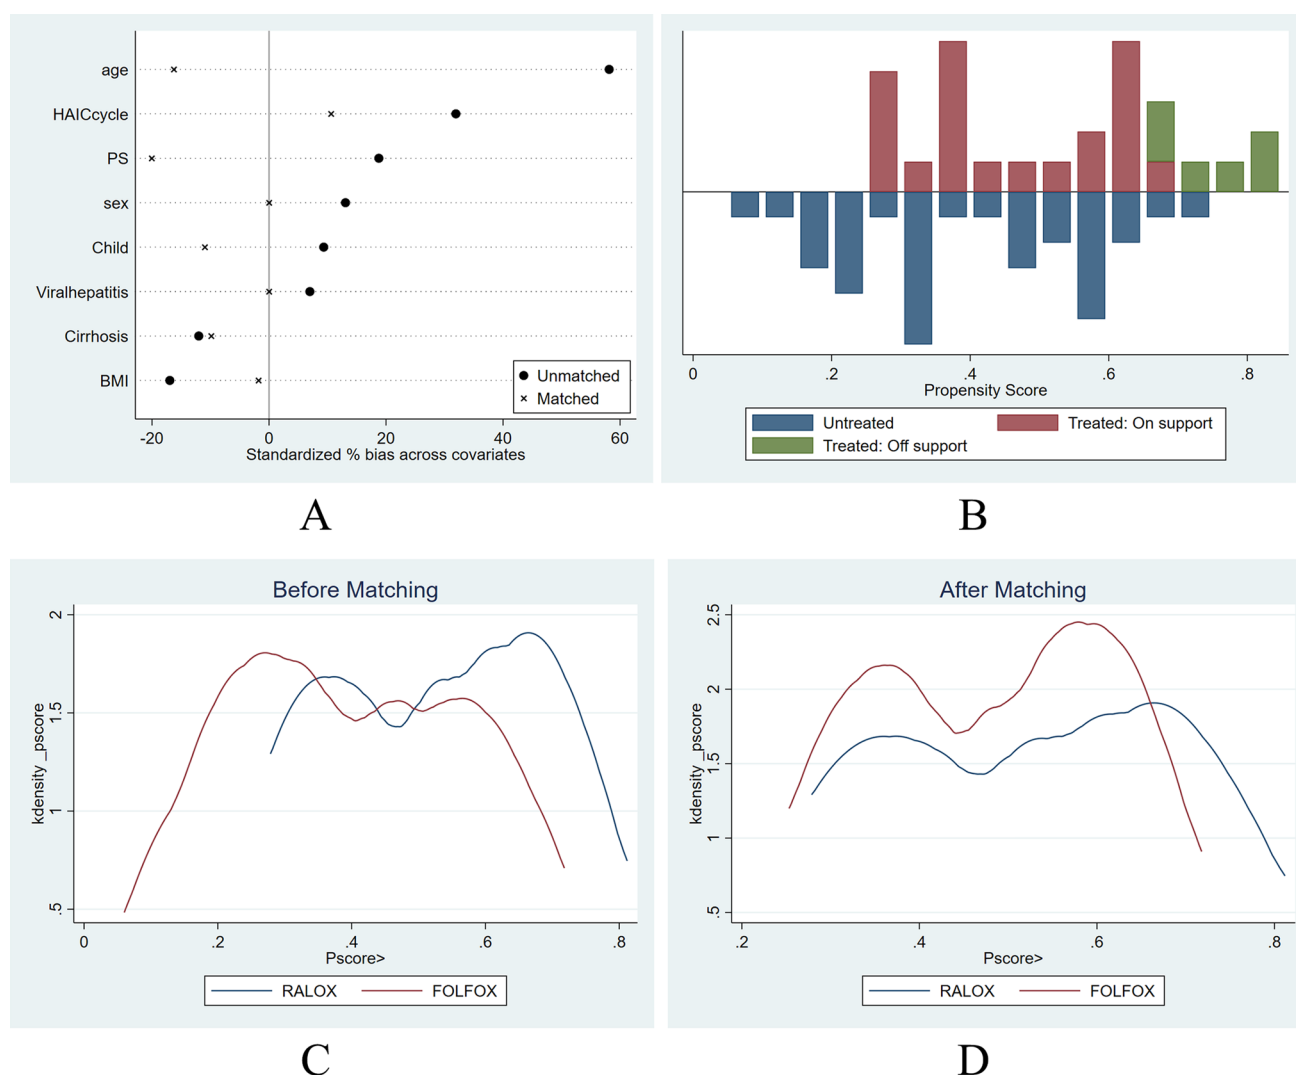 age
HAICcycle
PS
sex
Child
Viralhepatitis
Cirrhosis
BMI
Unmatched
Matched
-20 0 20 40 60
Standardized % bias across covariates
A
0 .2 .4 .6 .8
Propensity Score
Untreated Treated: On support
Treated: Off support
B
Before Matching
kdensity _pscore
2
1.5
1
.5
0 .2 .4 .6 .8
Pscore>
RALOX FOLFOX
C
After Matching
kdensity _pscore
2.5
2
1.5
1
.5
.2 .4 .6 .8
Pscore>
RALOX FOLFOX
D